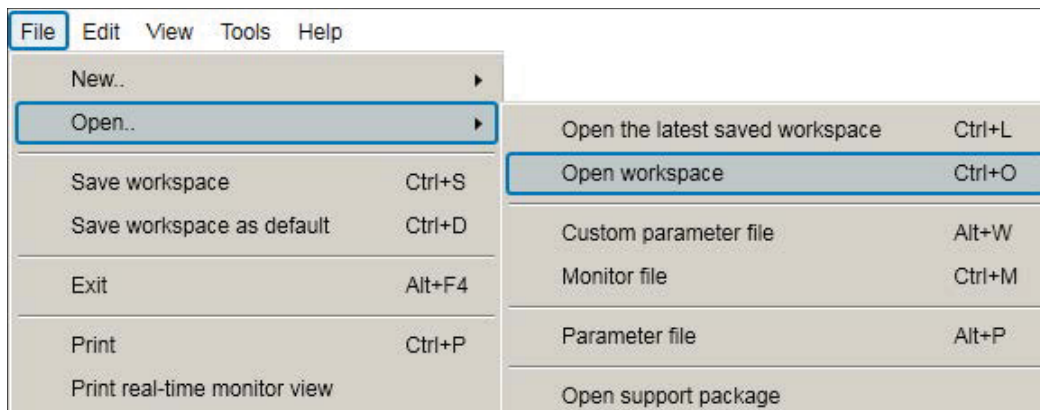 File Edit View Tools Help
New..
Open..
Save workspace Ctrl+S
Save workspace as default Ctrl+D
Exit Alt+F4
Print Ctrl+P
Print real-time monitor view
Open the latest saved workspace Ctrl+L
Open workspace Ctrl+O
Custom parameter file Alt+W
Monitor file Ctrl+M
Parameter file Alt+P
Open support package